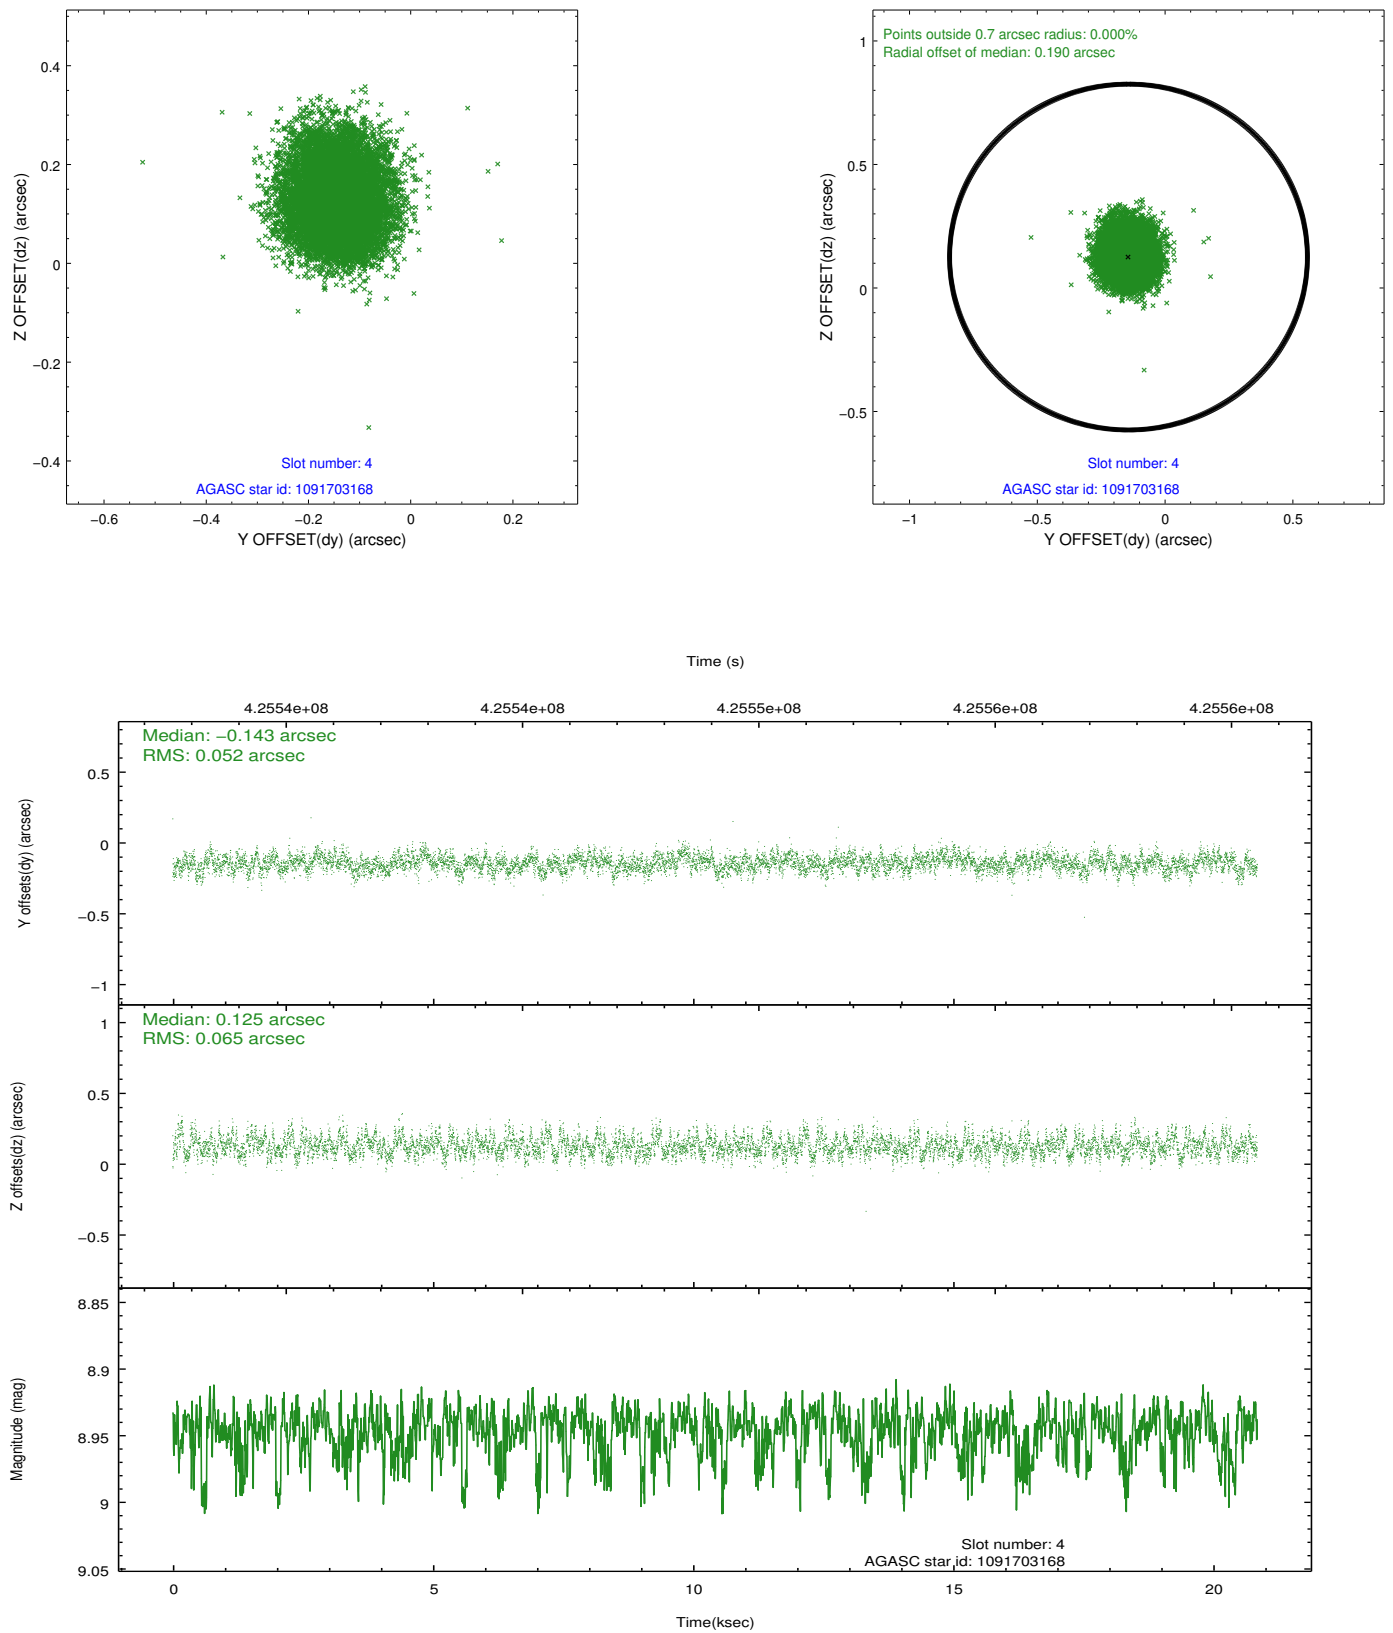 0.4
0.2
0
−0.2
−0.4
Z OFFSET(dz) (arcsec)
Slot number: 4
AGASC star id: 1091703168
−0.6
−0.4
−0.2
0
0.2
Y OFFSET(dy) (arcsec)
Points outside 0.7 arcsec radius: 0.000%
Radial offset of median: 0.190 arcsec
1
0.5
0
−0.5
Z OFFSET(dz) (arcsec)
Slot number: 4
AGASC star id: 1091703168
−1
−0.5
0
0.5
Y OFFSET(dy) (arcsec)
Time (s)
4.2554e+08
4.2554e+08
4.2555e+08
4.2556e+08
4.2556e+08
Median: −0.143 arcsec
RMS: 0.052 arcsec
0.5
0
−0.5
−1
Y offsets(dy) (arcsec)
Median: 0.125 arcsec
RMS: 0.065 arcsec
1
0.5
0
−0.5
Z offsets(dz) (arcsec)
8.85
8.9
8.95
9
9.05
Magnitude (mag)
Slot number: 4
AGASC star id: 1091703168
0
5
10
15
20
Time(ksec)